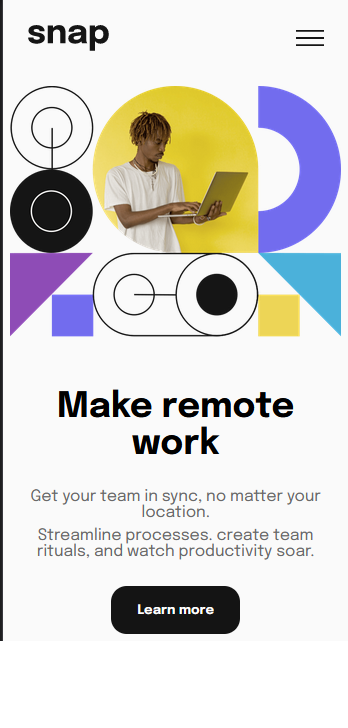 snap
Make remote
work
Get your team in sync, no matter your
location.
Streamline processes. create team
rituals, and watch productivity soar.
Learn more